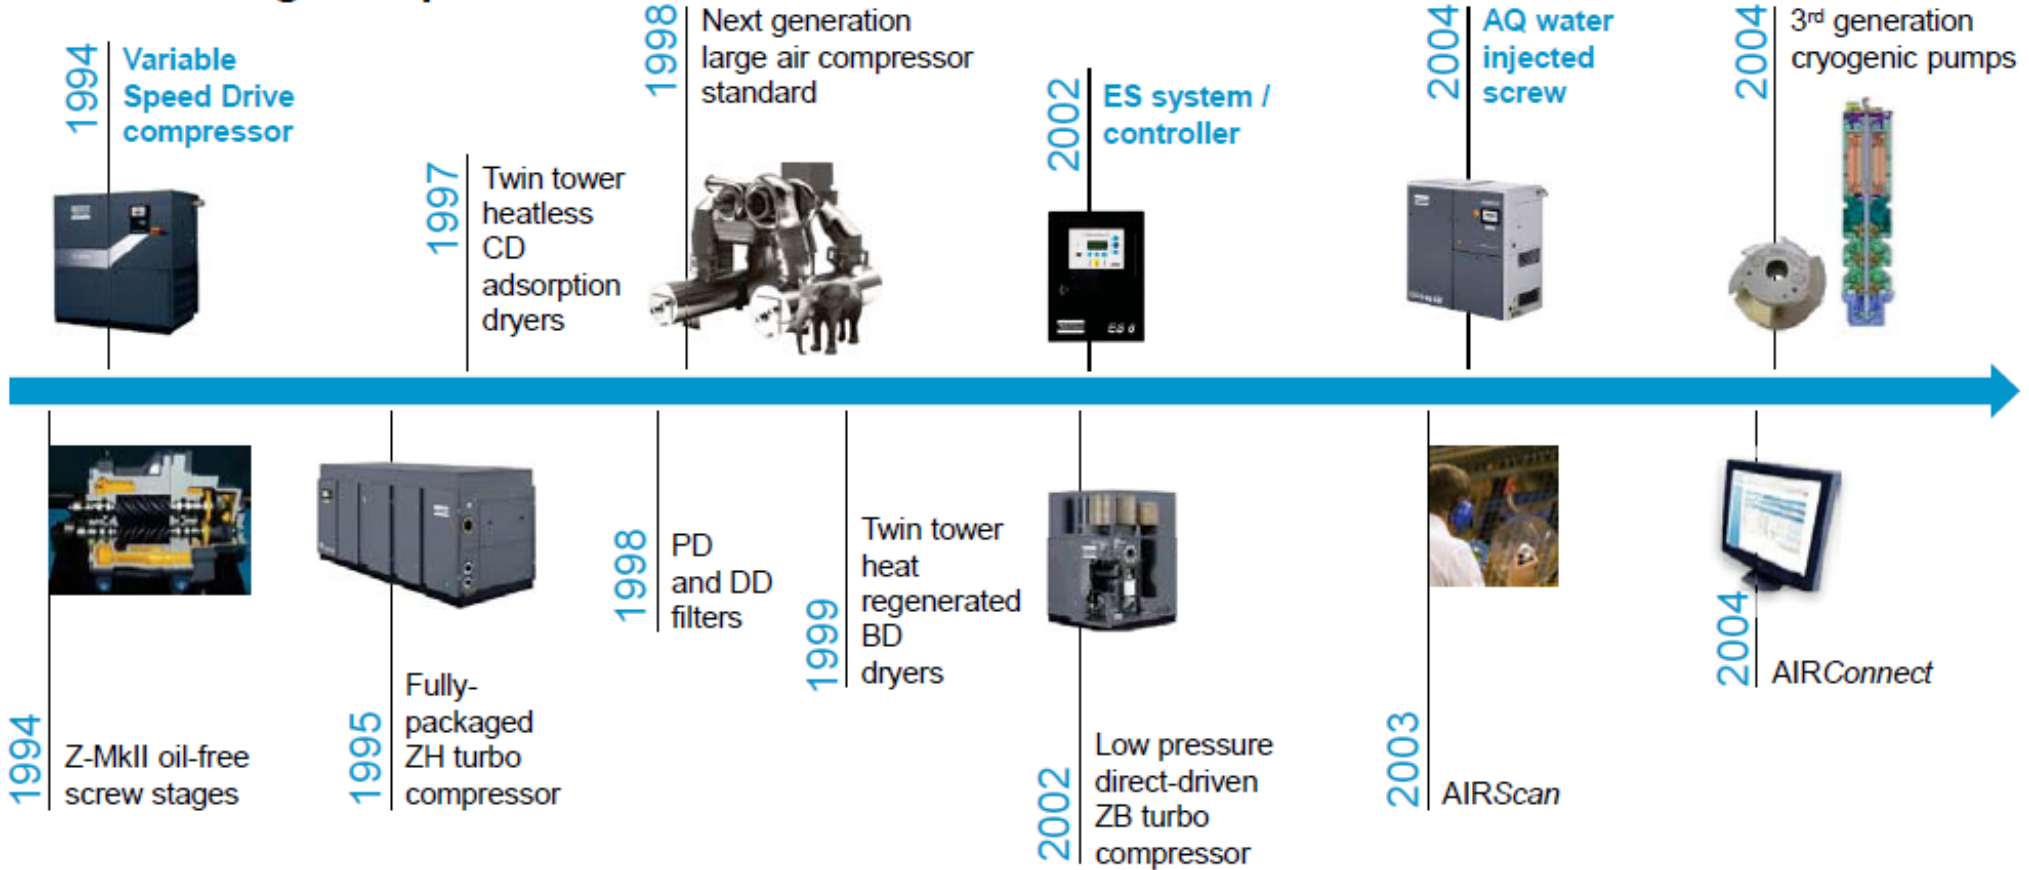 1994
Variable
Speed Drive
compressor
1997
Twin tower
heatless
CD
adsorption
dryers
1998
Next generation
large air compressor
standard
2002
ES system /
controller
ES 6
2004
AQ water
injected
screw
2004
3rd generation
cryogenic pumps
1994
Z-MkII oil-free
screw stages
1995
Fully-
packaged
ZH turbo
compressor
1998
PD
and DD
filters
1999
Twin tower
heat
regenerated
BD
dryers
2002
Low pressure
direct-driven
ZB turbo
compressor
2003
AIRScan
2004
AIRConnect